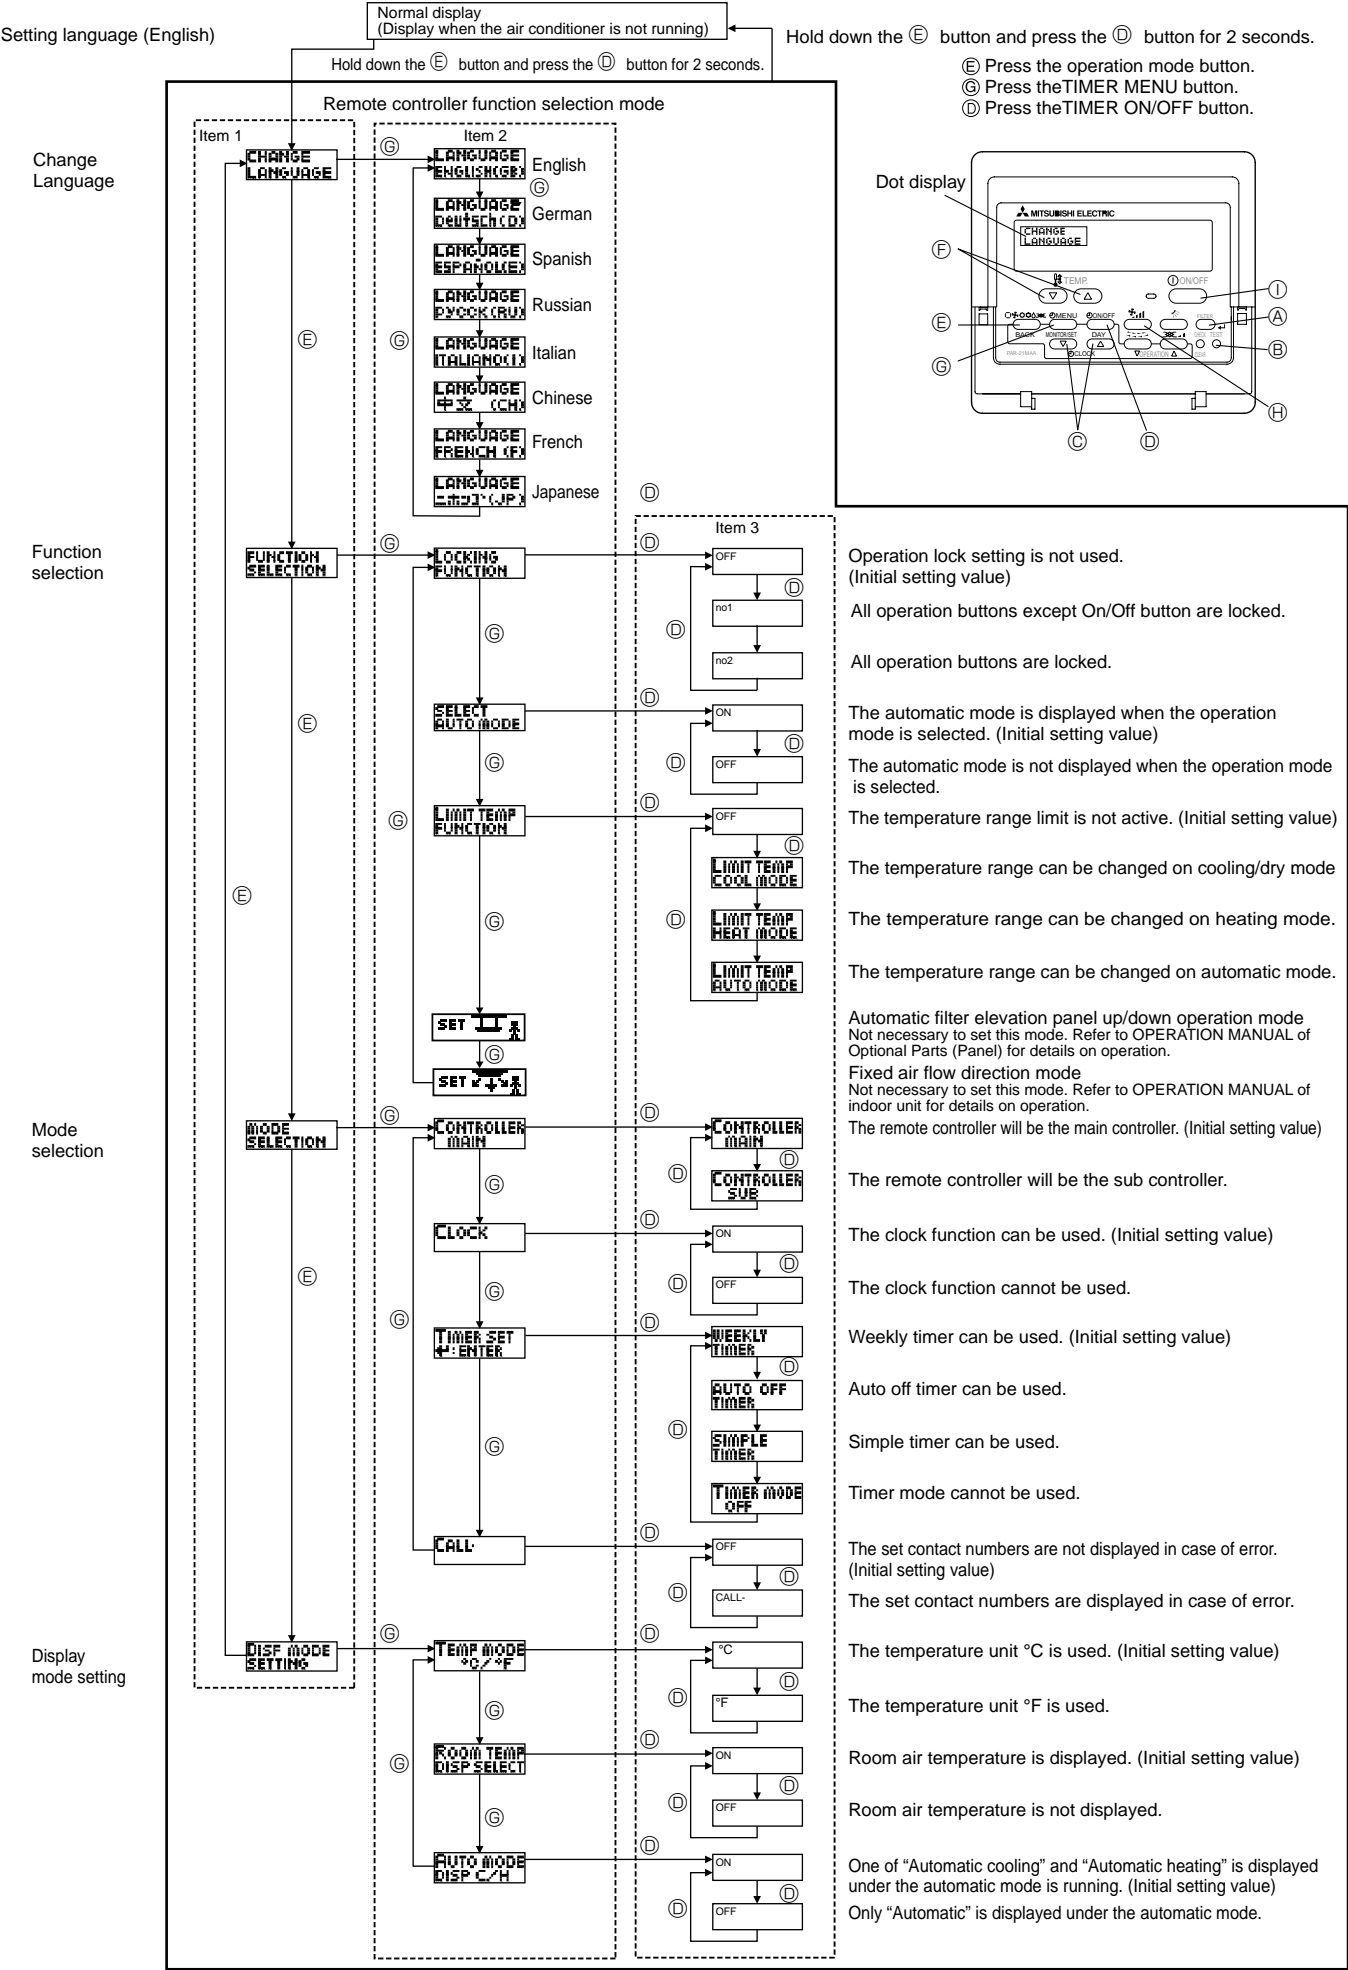 Setting language (English)
Normal display
(Display when the air conditioner is not running)
Hold down the Ⓔ button and press the Ⓓ button for 2 seconds.
Hold down the Ⓔ button and press the Ⓓ button for 2 seconds.
Ⓔ Press the operation mode button.
Ⓖ Press theTIMER MENU button.
Ⓓ Press theTIMER ON/OFF button.
Remote controller function selection mode
Item 1
Item 2
Change
Language
CHANGE
LANGUAGE
Ⓖ
LANGUAGE
ENGLISH(GB)
English
Ⓖ
LANGUAGE
Deutsch(D)
German
LANGUAGE
ESPAÑOL(E)
Spanish
LANGUAGE
РУССК(RU)
Russian
LANGUAGE
ITALIANO(I)
Italian
LANGUAGE
中文 (CH)
Chinese
LANGUAGE
FRENCH (F)
French
LANGUAGE
ニホンゴ(JP)
Japanese
Ⓔ
Ⓖ
Dot display
MITSUBISHI ELECTRIC
CHANGE
LANGUAGE
TEMP.
ON/OFF
MENU
ON/OFF
FILTER
BACK
MONITOR/SET
DAY
CHECK TEST
PAR-21MAA
CLOCK
OPERATION
CLEAR
Ⓕ
Ⓔ
Ⓖ
Ⓒ
Ⓓ
Ⓘ
Ⓐ
Ⓑ
Ⓗ
Ⓓ
Item 3
Function
selection
FUNCTION
SELECTION
Ⓖ
LOCKING
FUNCTION
Ⓓ
OFF
Operation lock setting is not used.
(Initial setting value)
Ⓓ
no1
All operation buttons except On/Off button are locked.
Ⓖ
Ⓓ
no2
All operation buttons are locked.
Ⓔ
SELECT
AUTO MODE
Ⓓ
ON
The automatic mode is displayed when the operation
mode is selected. (Initial setting value)
Ⓓ
Ⓖ
Ⓓ
OFF
The automatic mode is not displayed when the operation mode
is selected.
Ⓖ
LIMIT TEMP
FUNCTION
Ⓓ
OFF
The temperature range limit is not active. (Initial setting value)
Ⓓ
LIMIT TEMP
COOL MODE
The temperature range can be changed on cooling/dry mode
Ⓔ
Ⓖ
Ⓓ
LIMIT TEMP
HEAT MODE
The temperature range can be changed on heating mode.
LIMIT TEMP
AUTO MODE
The temperature range can be changed on automatic mode.
SET
Automatic filter elevation panel up/down operation mode
Not necessary to set this mode. Refer to OPERATION MANUAL of
Optional Parts (Panel) for details on operation.
Ⓖ
SET
Fixed air flow direction mode
Not necessary to set this mode. Refer to OPERATION MANUAL of
indoor unit for details on operation.
Mode
selection
MODE
SELECTION
Ⓖ
CONTROLLER
MAIN
Ⓓ
CONTROLLER
MAIN
The remote controller will be the main controller. (Initial setting value)
Ⓓ
Ⓖ
Ⓓ
CONTROLLER
SUB
The remote controller will be the sub controller.
CLOCK
Ⓓ
ON
The clock function can be used. (Initial setting value)
Ⓓ
Ⓔ
Ⓖ
Ⓓ
OFF
The clock function cannot be used.
Ⓖ
TIMER SET
↵:ENTER
Ⓓ
WEEKLY
TIMER
Weekly timer can be used. (Initial setting value)
Ⓓ
AUTO OFF
TIMER
Auto off timer can be used.
Ⓖ
Ⓓ
SIMPLE
TIMER
Simple timer can be used.
TIMER MODE
OFF
Timer mode cannot be used.
CALL-
Ⓓ
OFF
The set contact numbers are not displayed in case of error.
(Initial setting value)
Ⓓ
Ⓓ
CALL-
The set contact numbers are displayed in case of error.
Display
mode setting
DISP MODE
SETTING
Ⓖ
TEMP MODE
°C/°F
Ⓓ
°C
The temperature unit °C is used. (Initial setting value)
Ⓓ
Ⓖ
Ⓓ
°F
The temperature unit °F is used.
Ⓖ
ROOM TEMP
DISP SELECT
Ⓓ
ON
Room air temperature is displayed. (Initial setting value)
Ⓓ
Ⓖ
Ⓓ
OFF
Room air temperature is not displayed.
AUTO MODE
DISP C/H
Ⓓ
ON
One of “Automatic cooling” and “Automatic heating” is displayed
under the automatic mode is running. (Initial setting value)
Ⓓ
Ⓓ
OFF
Only “Automatic” is displayed under the automatic mode.